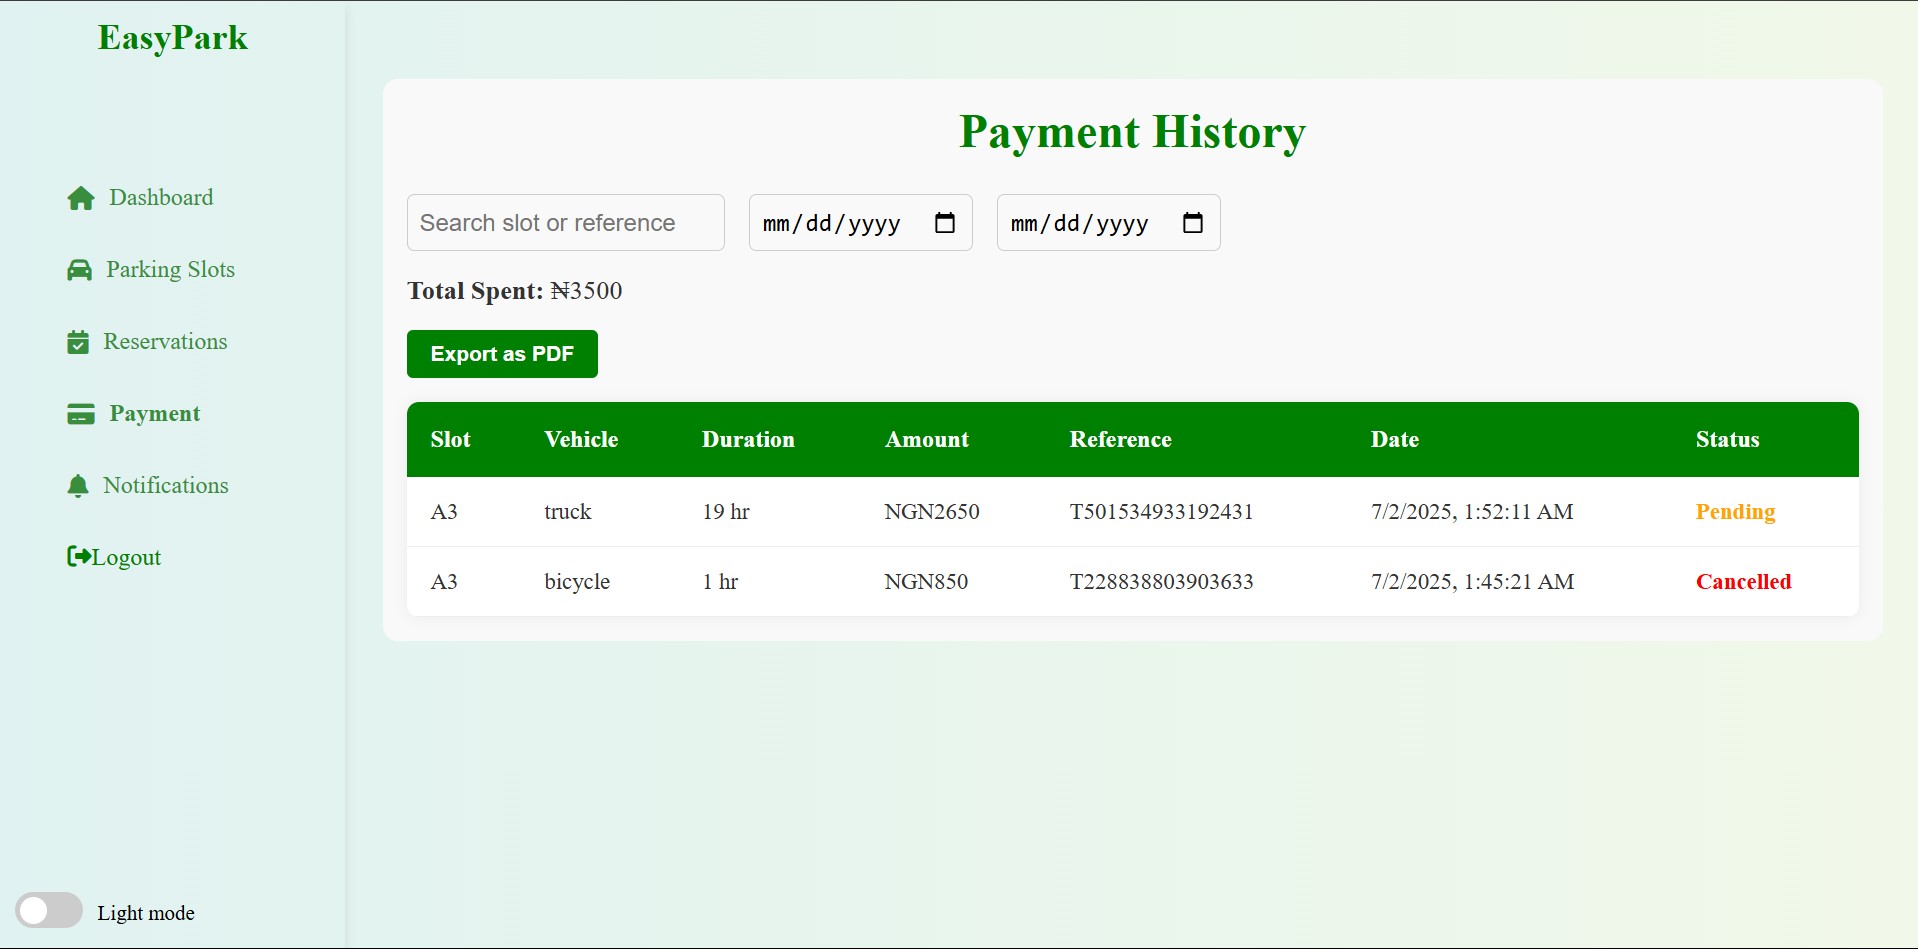 EasyPark
Dashboard
Parking Slots
Reservations
Payment
Notifications
Logout
Light mode
Payment History
Search slot or reference mm/dd/yyyy mm/dd/yyyy
Total Spent: ₦3500
Export as PDF
Slot Vehicle Duration Amount Reference Date Status
A3 truck 19 hr NGN2650 T501534933192431 7/2/2025, 1:52:11 AM Pending
A3 bicycle 1 hr NGN850 T228838803903633 7/2/2025, 1:45:21 AM Cancelled